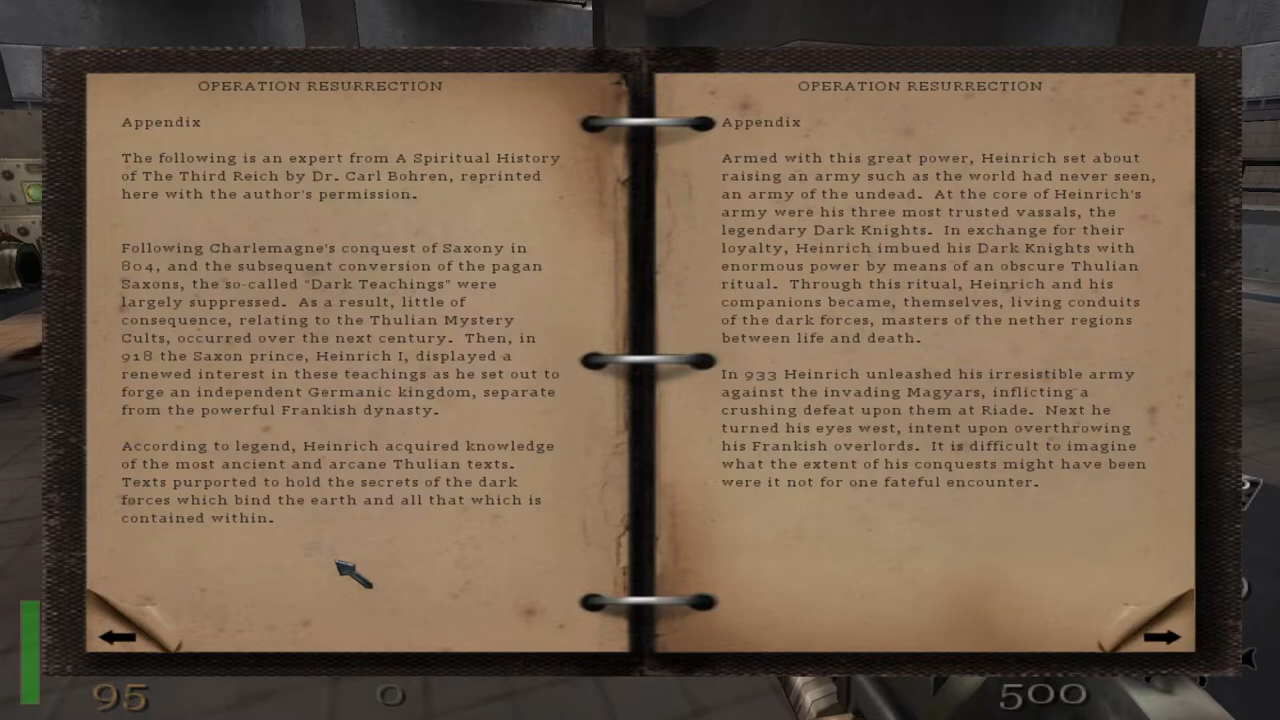 OPERATION RESURRECTION
Appendix
The following is an expert from A Spiritual History
of The Third Reich by Dr. Carl Bohren, reprinted
here with the author's permission.
Following Charlemagne's conquest of Saxony in
804, and the subsequent conversion of the pagan
Saxons, the so-called "Dark Teachings" were
largely suppressed. As a result, little of
consequence, relating to the Thulian Mystery
Cults, occurred over the next century. Then, in
918 the Saxon prince, Heinrich I, displayed a
renewed interest in these teachings as he set out to
forge an independent Germanic kingdom, separate
from the powerful Frankish dynasty.
According to legend, Heinrich acquired knowledge
of the most ancient and arcane Thulian texts.
Texts purported to hold the secrets of the dark
forces which bind the earth and all that which is
contained within.
OPERATION RESURRECTION
Appendix
Armed with this great power, Heinrich set about
raising an army such as the world had never seen,
an army of the undead. At the core of Heinrich's
army were his three most trusted vassals, the
legendary Dark Knights. In exchange for their
loyalty, Heinrich imbued his Dark Knights with
enormous power by means of an obscure Thulian
ritual. Through this ritual, Heinrich and his
companions became, themselves, living conduits
of the dark forces, masters of the nether regions
between life and death.
In 933 Heinrich unleashed his irresistible army
against the invading Magyars, inflicting a
crushing defeat upon them at Riade. Next he
turned his eyes west, intent upon overthrowing
his Frankish overlords. It is difficult to imagine
what the extent of his conquests might have been
were it not for one fateful encounter.
95 0 500